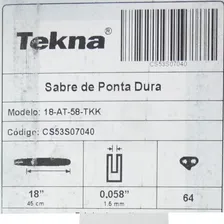 Tekna®
CS53S07040
Sabre de Ponta Dura
Modelo: 18-AT-58-TKK
Código: CS53S07040
18"
45 cm
0,058"
1.6 mm
64